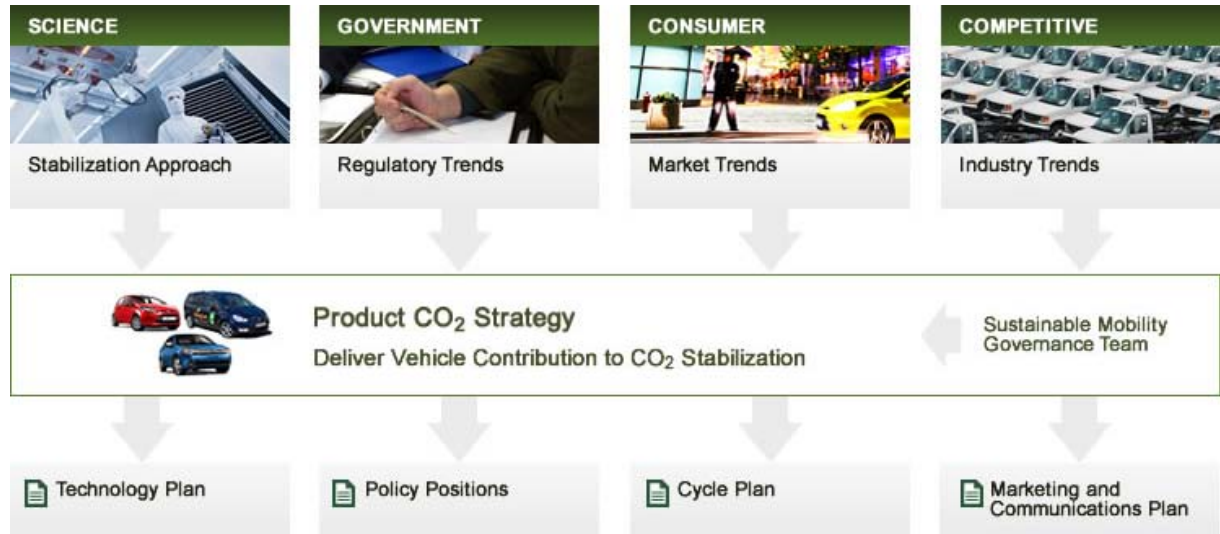 SCIENCE
GOVERNMENT
CONSUMER
COMPETITIVE
Stabilization Approach
Regulatory Trends
Market Trends
Industry Trends
Product CO₂ Strategy
Deliver Vehicle Contribution to CO₂ Stabilization
Sustainable Mobility
Governance Team
Technology Plan
Policy Positions
Cycle Plan
Marketing and
Communications Plan